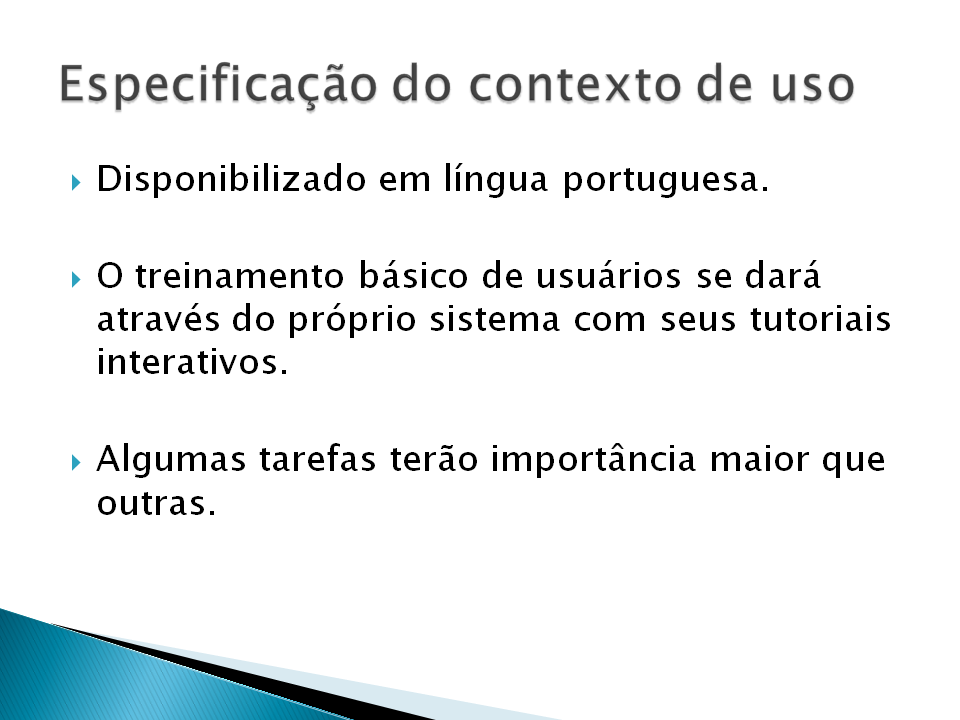 Especificação do contexto de uso
Disponibilizado em língua portuguesa.
O treinamento básico de usuários se dará
através do próprio sistema com seus tutoriais
interativos.
Algumas tarefas terão importância maior que
outras.